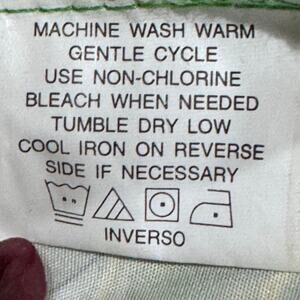 MACHINE WASH WARM
GENTLE CYCLE
USE NON-CHLORINE
BLEACH WHEN NEEDED
TUMBLE DRY LOW
COOL IRON ON REVERSE
SIDE IF NECESSARY
INVERSO